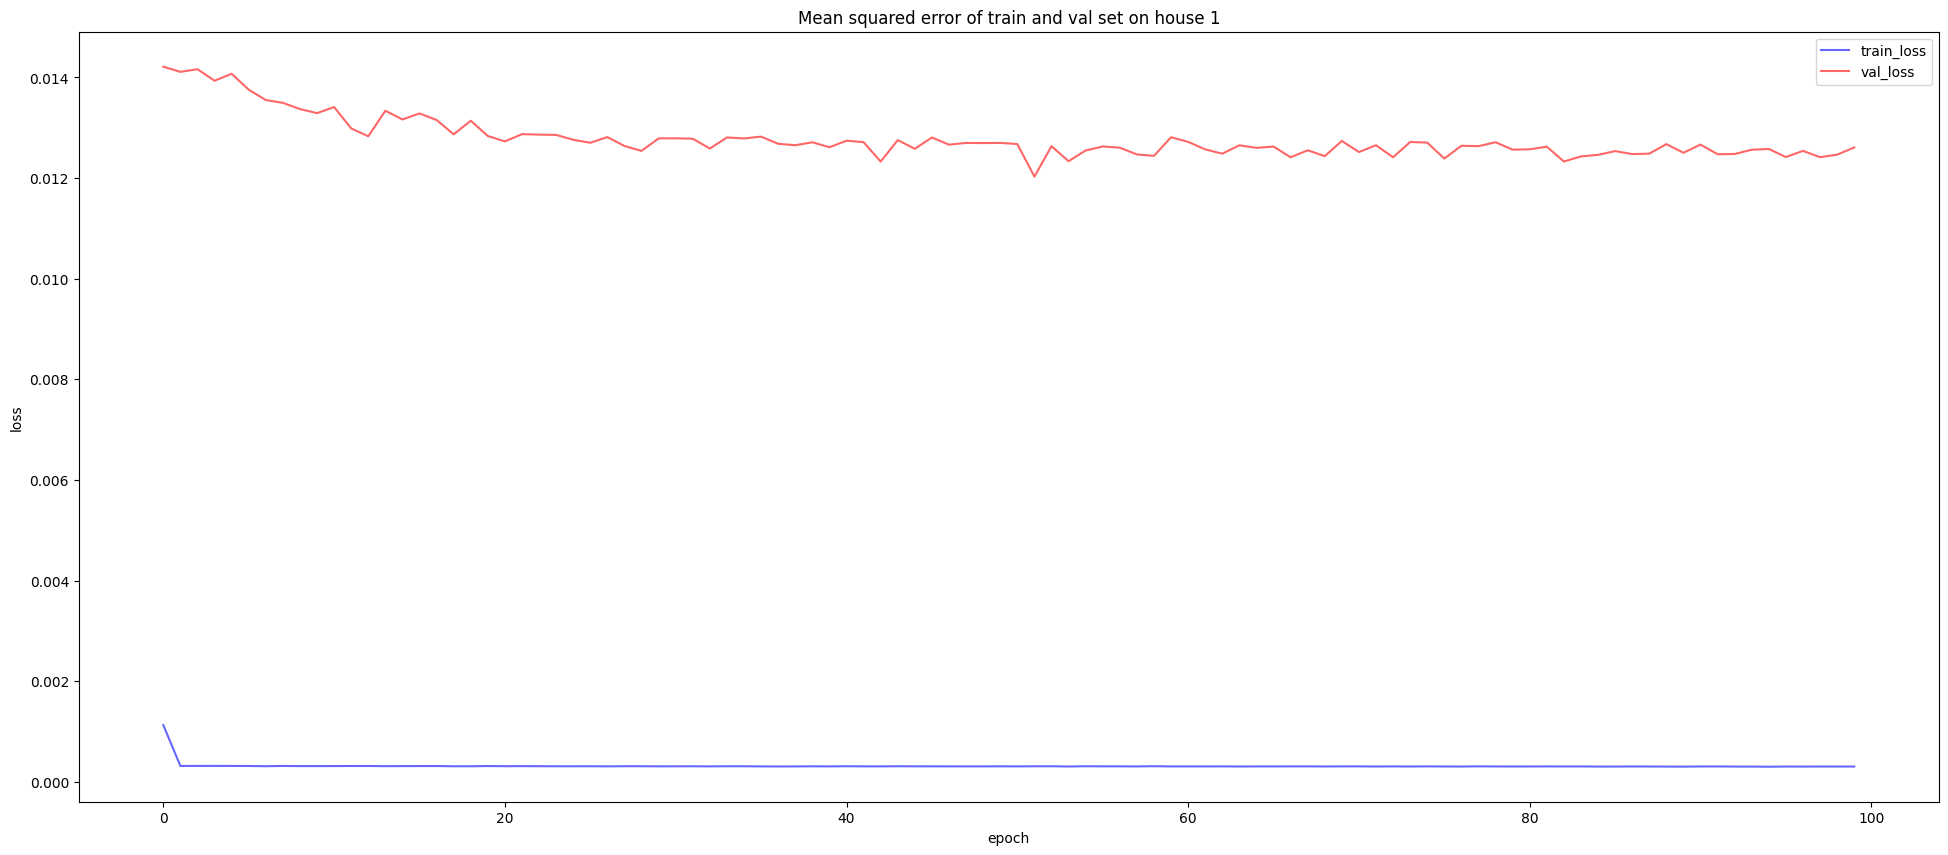 Mean squared error of train and val set on house 1
train_loss
val_loss
0.014
0.012
0.010
0.008
0.006
0.004
0.002
0.000
loss
0 20 40 60 80 100
epoch